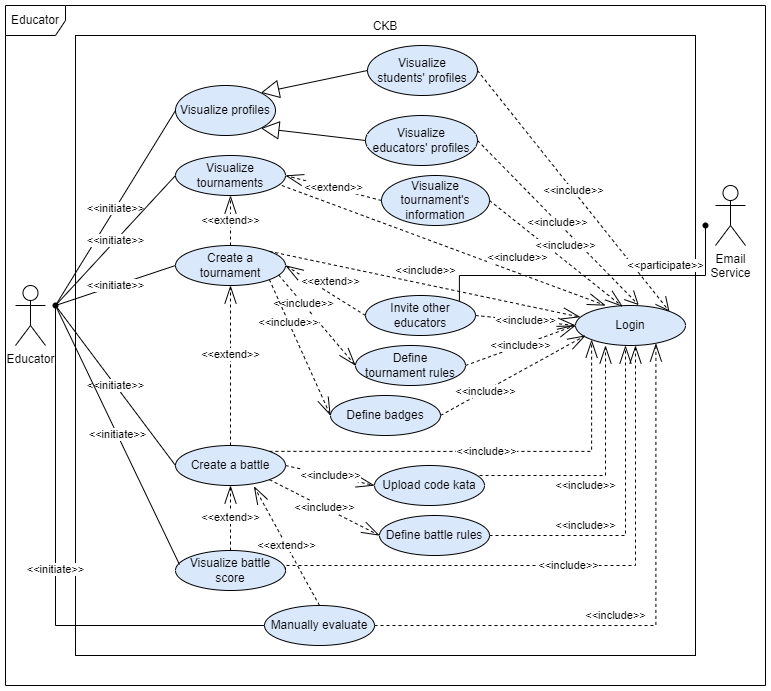 Educator
CKB
Visualize
students' profiles
Visualize profiles
Visualize
educators' profiles
Visualize
tournaments
<<extend>>
Visualize
tournament's
information
<<include>>
<<initiate>>
<<extend>>
<<include>>
<<initiate>>
<<include>>
<<include>>
Email
Service
<<participate>>
Create a
tournament
<<include>>
<<extend>>
<<initiate>>
<<include>>
Invite other
educators
<<include>>
<<include>>
Login
Educator
<<extend>>
Define
tournament rules
<<include>>
<<initiate>>
<<include>>
Define badges
<<initiate>>
Create a battle
<<include>>
<<include>>
Upload code kata
<<include>>
<<include>>
<<extend>>
Define battle rules
<<include>>
<<extend>>
Visualize battle
score
<<include>>
<<initiate>>
Manually evaluate
<<include>>